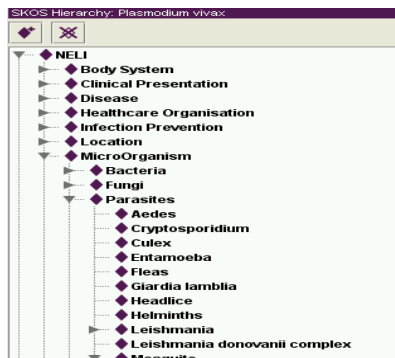 SKOS Hierarchy: Plasmodium vivax
NELI
Body System
Clinical Presentation
Disease
Healthcare Organisation
Infection Prevention
Location
MicroOrganism
Bacteria
Fungi
Parasites
Aedes
Cryptosporidium
Culex
Entamoeba
Fleas
Giardia lamblia
Headlice
Helminths
Leishmania
Leishmania donovanii complex
Mosquito